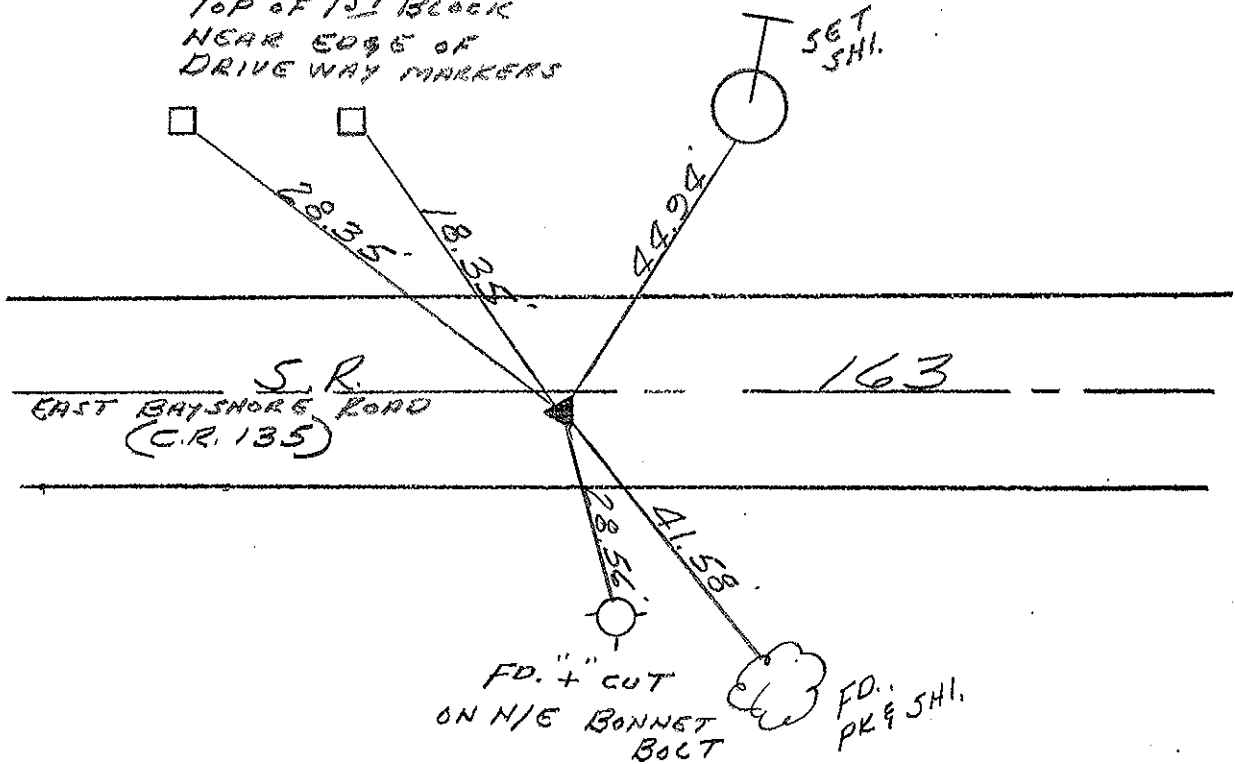 TOP OF 1ST BLOCK
NEAR EDGE OF
DRIVE WAY MARKERS
SET
SHI.
28.35'
18.35'
44.94'
S.R. 163
EAST BAYSHORE ROAD
(C.R. 135)
28.56'
41.58'
FD. "+" CUT
ON N/E BONNET
BOLT
FD.
PK & SHI.